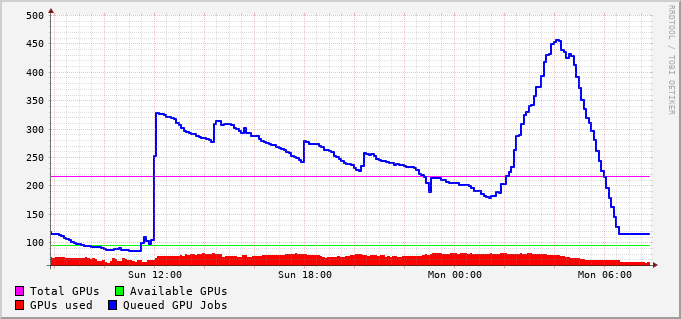 500
450
400
350
300
250
200
150
100
Sun 12:00 Sun 18:00 Mon 00:00 Mon 06:00
Total GPUs Available GPUs
GPUs used Queued GPU Jobs
RRDTOOL / TOBI OETIKER